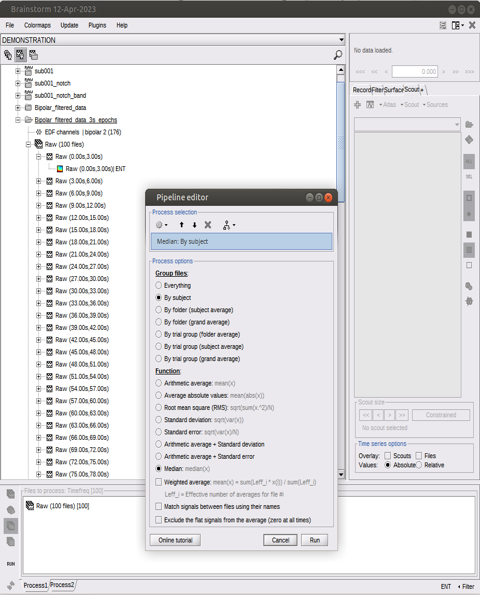 Brainstorm 12-Apr-2023
File Colormaps Update Plugins Help
DEMONSTRATION
sub001
sub001_notch
sub001_notch_band
Bipolar_filtered_data
Bipolar_filtered_data_3s_epochs
EDF channels | bipolar 2 (176)
Raw (100 files)
Raw (0.00s,3.00s)
Raw (0.00s,3.00s)| ENT
Raw (3.00s,6.00s)
Raw (6.00s,9.00s)
Raw (9.00s,12.00s)
Raw (12.00s,15.00s)
Raw (15.00s,18.00s)
Raw (18.00s,21.00s)
Raw (21.00s,24.00s)
Raw (24.00s,27.00s)
Raw (27.00s,30.00s)
Raw (30.00s,33.00s)
Raw (33.00s,36.00s)
Raw (36.00s,39.00s)
Raw (39.00s,42.00s)
Raw (42.00s,45.00s)
Raw (45.00s,48.00s)
Raw (48.00s,51.00s)
Raw (51.00s,54.00s)
Raw (54.00s,57.00s)
Raw (57.00s,60.00s)
Raw (60.00s,63.00s)
Raw (63.00s,66.00s)
Raw (66.00s,69.00s)
Raw (69.00s,72.00s)
Raw (72.00s,75.00s)
Raw (75.00s,78.00s)
No data loaded.
<<< << < 0.000 > >> >>>
Record Filter Surface Scout +
Atlas Scout Sources
Scout size
<< < > >> Constrained
No scout selected
Time series options
Overlay: Scouts Files
Values: Absolute Relative
Pipeline editor
Process selection
Median: By subject
Process options
Group files:
Everything
By subject
By folder (subject average)
By folder (grand average)
By trial group (folder average)
By trial group (subject average)
By trial group (grand average)
Function:
Arithmetic average: mean(x)
Average absolute values: mean(abs(x))
Root mean square (RMS): sqrt(sum(x.^2)/N)
Standard deviation: sqrt(var(x))
Standard error: sqrt(var(x)/N)
Arithmetic average + Standard deviation
Arithmetic average + Standard error
Median: median(x)
Weighted average: mean(x) = sum(Leff_i * x(i)) / sum(Leff_i)
Leff_i = Effective number of averages for file #i
Match signals between files using their names
Exclude the flat signals from the average (zero at all times)
Online tutorial Cancel Run
Files to process: Timefreq [100]
Raw (100 files) [100]
RUN
Process1 Process2
ENT Filter